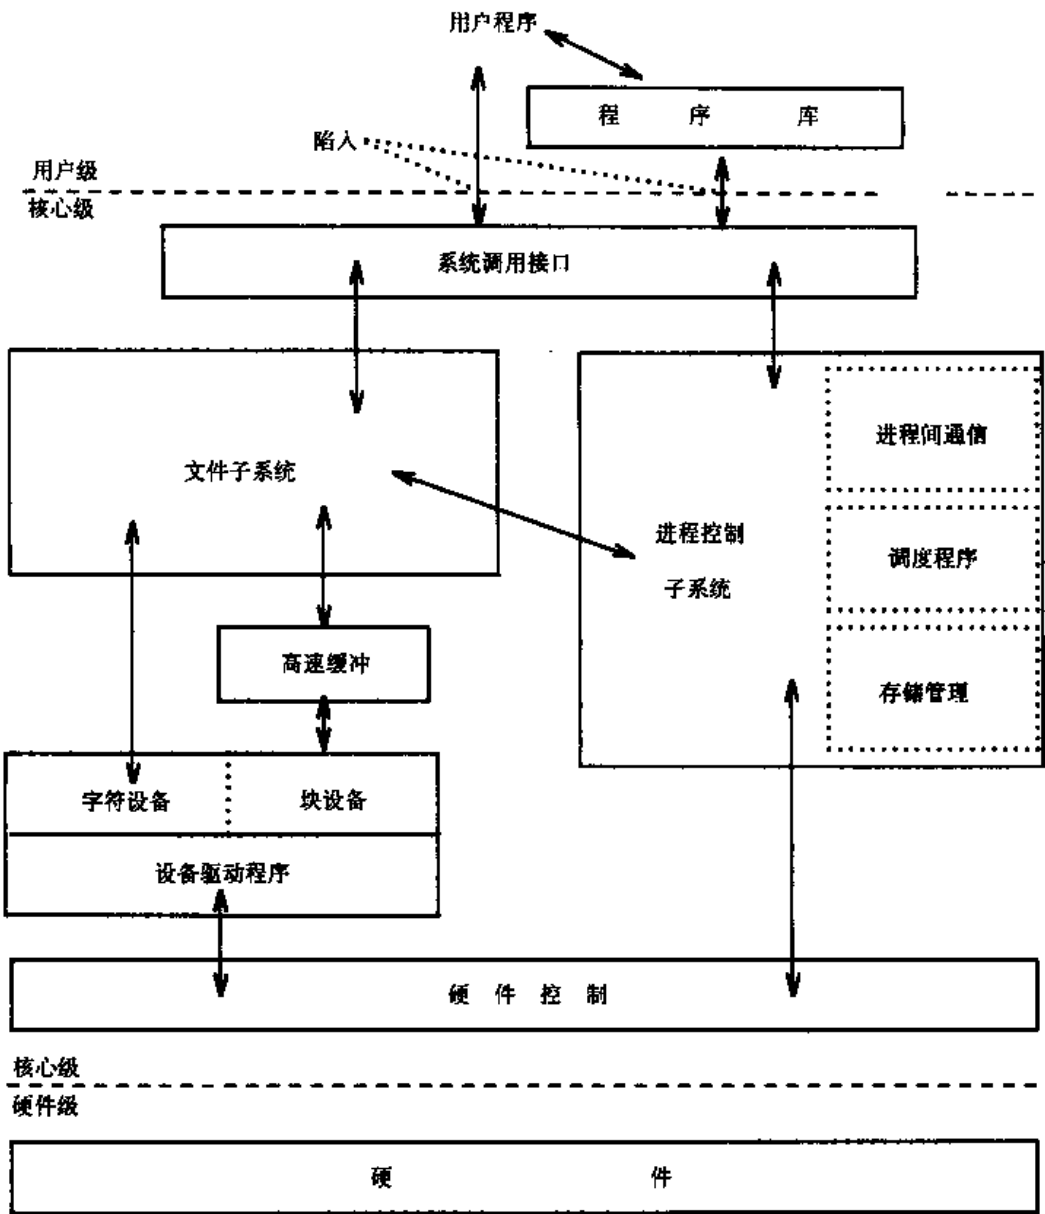 用户程序
程序库
陷入
用户级
核心级
系统调用接口
文件子系统
进程控制
子系统
进程间通信
调度程序
存储管理
高速缓冲
字符设备
块设备
设备驱动程序
硬件控制
核心级
硬件级
硬件